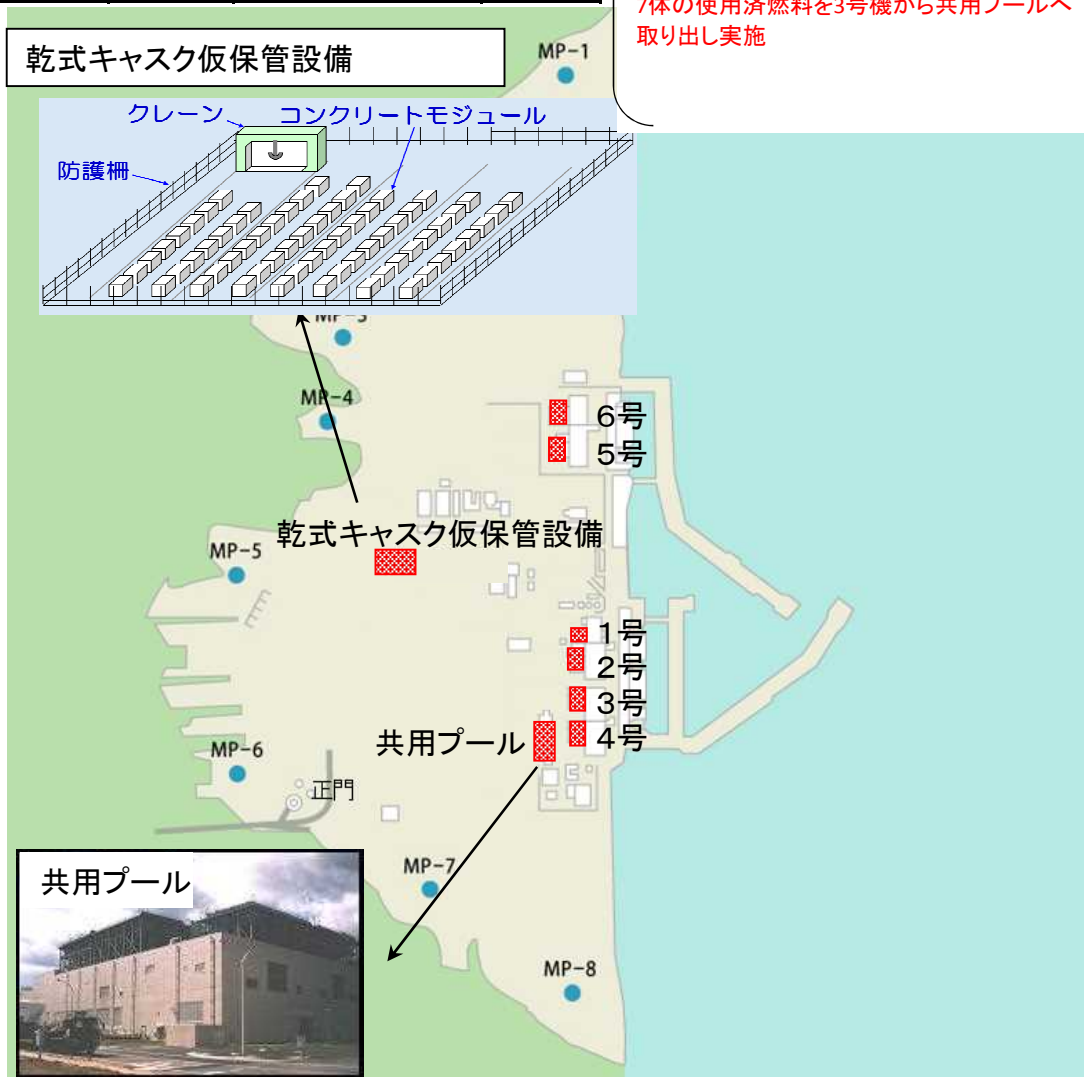 7体の使用済燃料を3号機から共用プールへ
取り出し実施
乾式キャスク仮保管設備
MP-1
クレーン
コンクリートモジュール
防護柵
MP-3
MP-4
6号
5号
乾式キャスク仮保管設備
MP-5
1号
2号
3号
4号
共用プール
MP-6
正門
MP-7
共用プール
MP-8